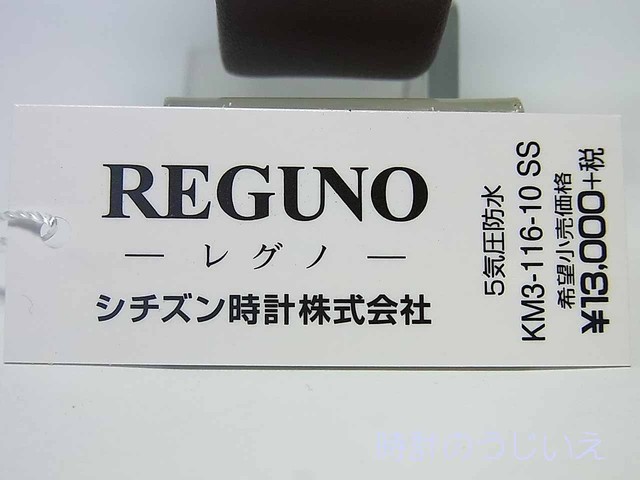 REGUNO
― レグノ ―
シチズン時計株式会社
5気圧防水
KM3-116-10 SS
希望小売価格
¥13,000+税
時計のうじいえ